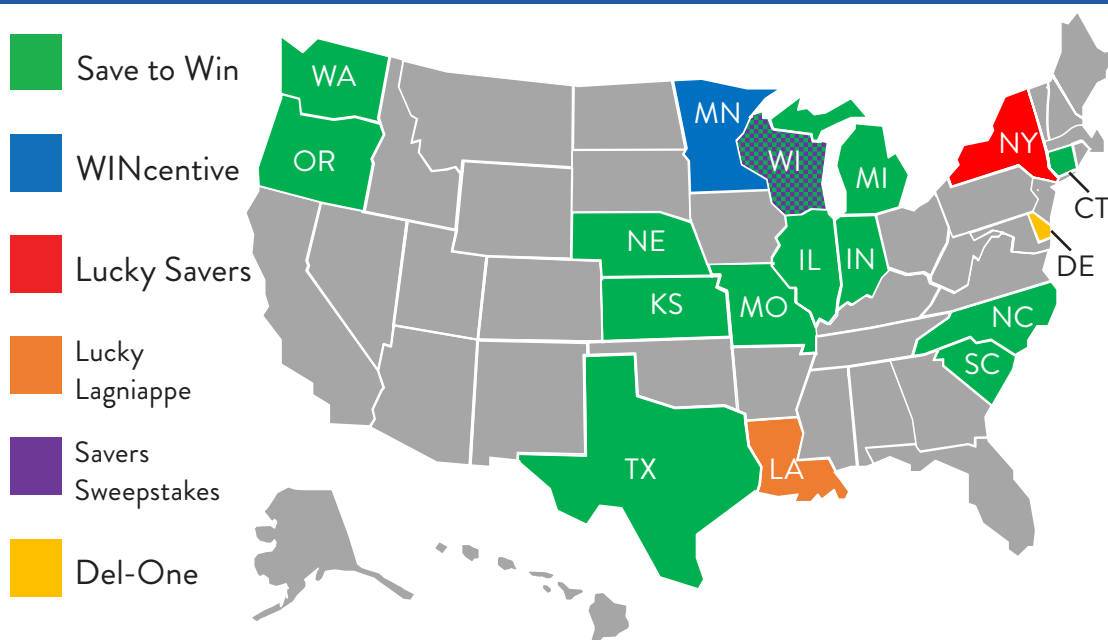 Save to Win
WINcentive
Lucky Savers
Lucky
Lagniappe
Savers
Sweepstakes
Del-One
WA
OR
MN
WI
MI
NY
CT
DE
NE
IL
IN
KS
MO
NC
SC
TX
LA